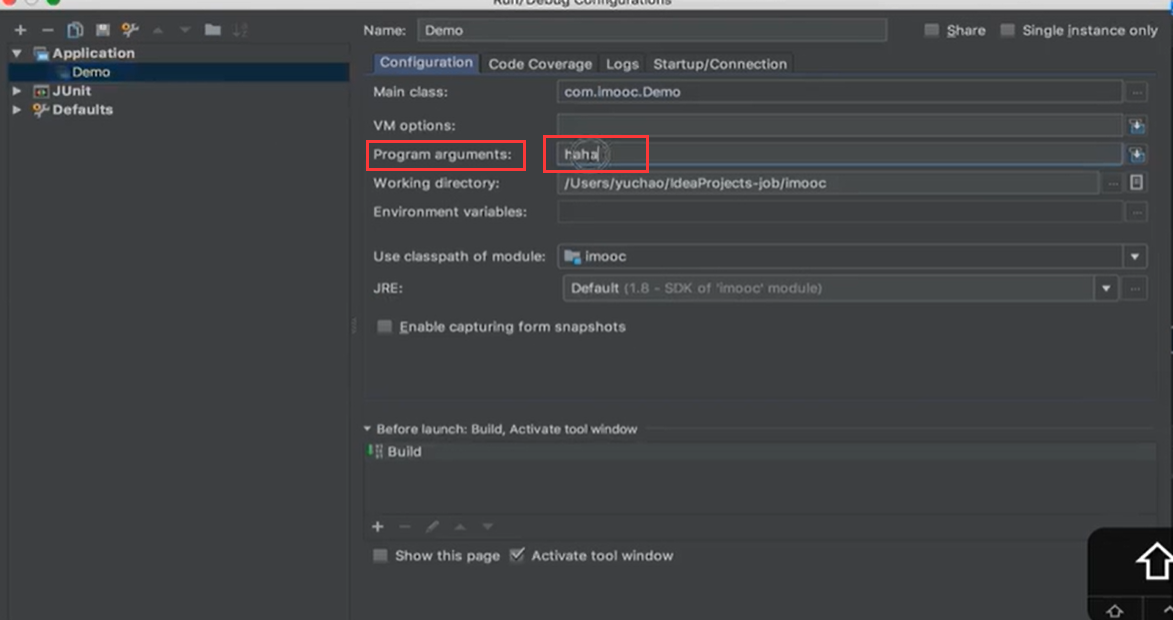 Run/Debug Configurations
Name: Demo Share Single instance only
Application
Demo
JUnit
Defaults
Configuration Code Coverage Logs Startup/Connection
Main class: com.imooc.Demo
VM options:
Program arguments: haha
Working directory: /Users/yuchao/IdeaProjects-job/imooc
Environment variables:
Use classpath of module: imooc
JRE: Default (1.8 - SDK of 'imooc' module)
Enable capturing form snapshots
Before launch: Build, Activate tool window
Build
Show this page Activate tool window